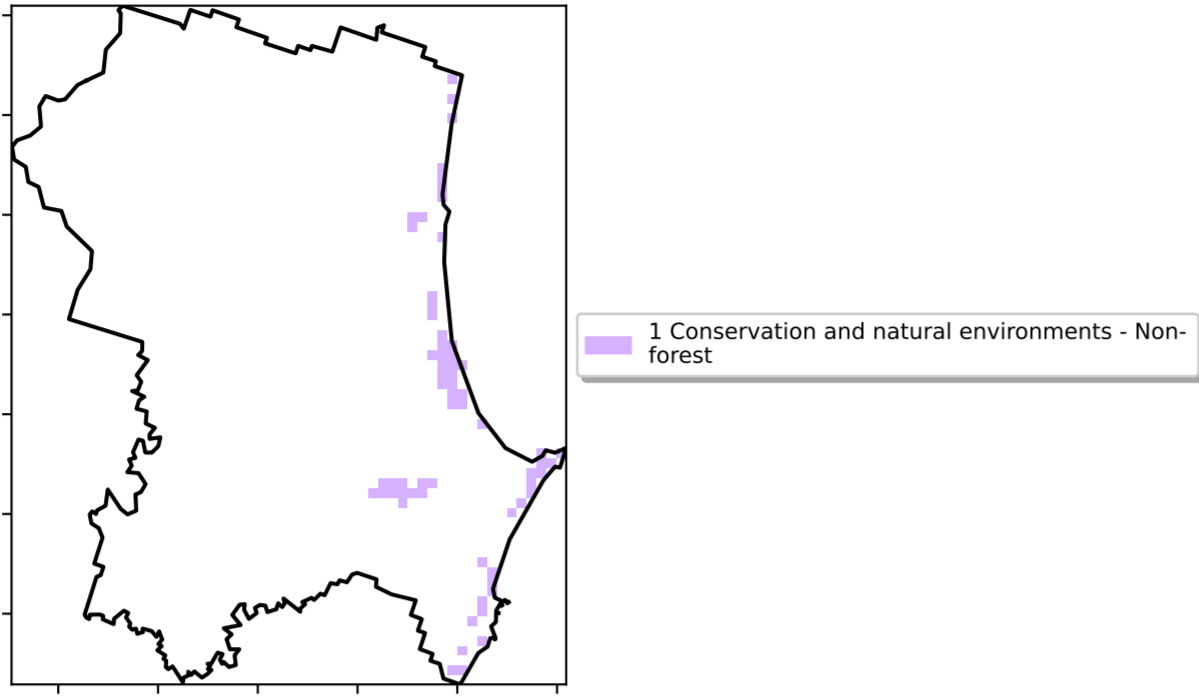 1 Conservation and natural environments - Non-
forest